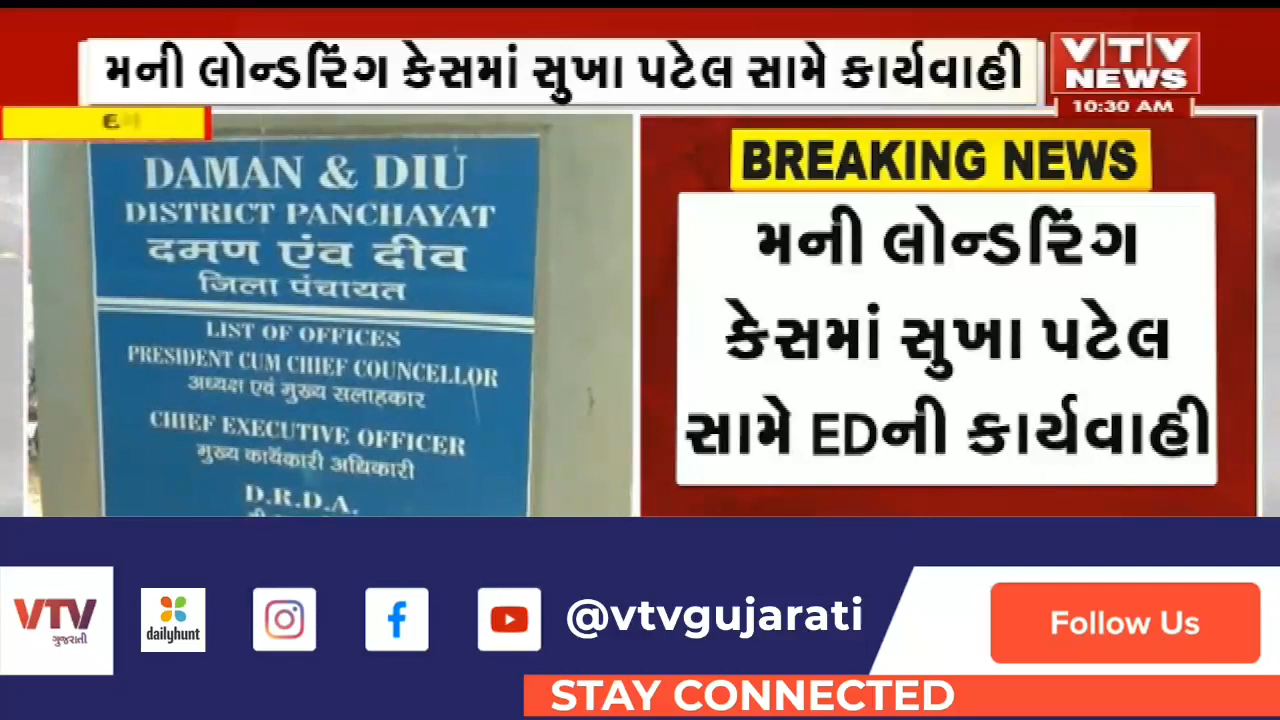 મની લોન્ડરિંગ કેસમાં સુખા પટેલ સામે કાર્યવાહી
VTV
NEWS
10:30 AM
DAMAN & DIU
DISTRICT PANCHAYAT
दमण एंव दीव
जिला पंचायत
LIST OF OFFICES
PRESIDENT CUM CHIEF COUNCELLOR
अध्यक्ष एवं मुख्य सलाहकार
CHIEF EXECUTIVE OFFICER
मुख्य कार्यकारी अधिकारी
D.R.D.A.
BREAKING NEWS
મની લોન્ડરિંગ
કેસમાં સુખા પટેલ
સામે EDની કાર્યવાહી
VTV
ગુજરાતી
dailyhunt
@vtvgujarati
Follow Us
STAY CONNECTED